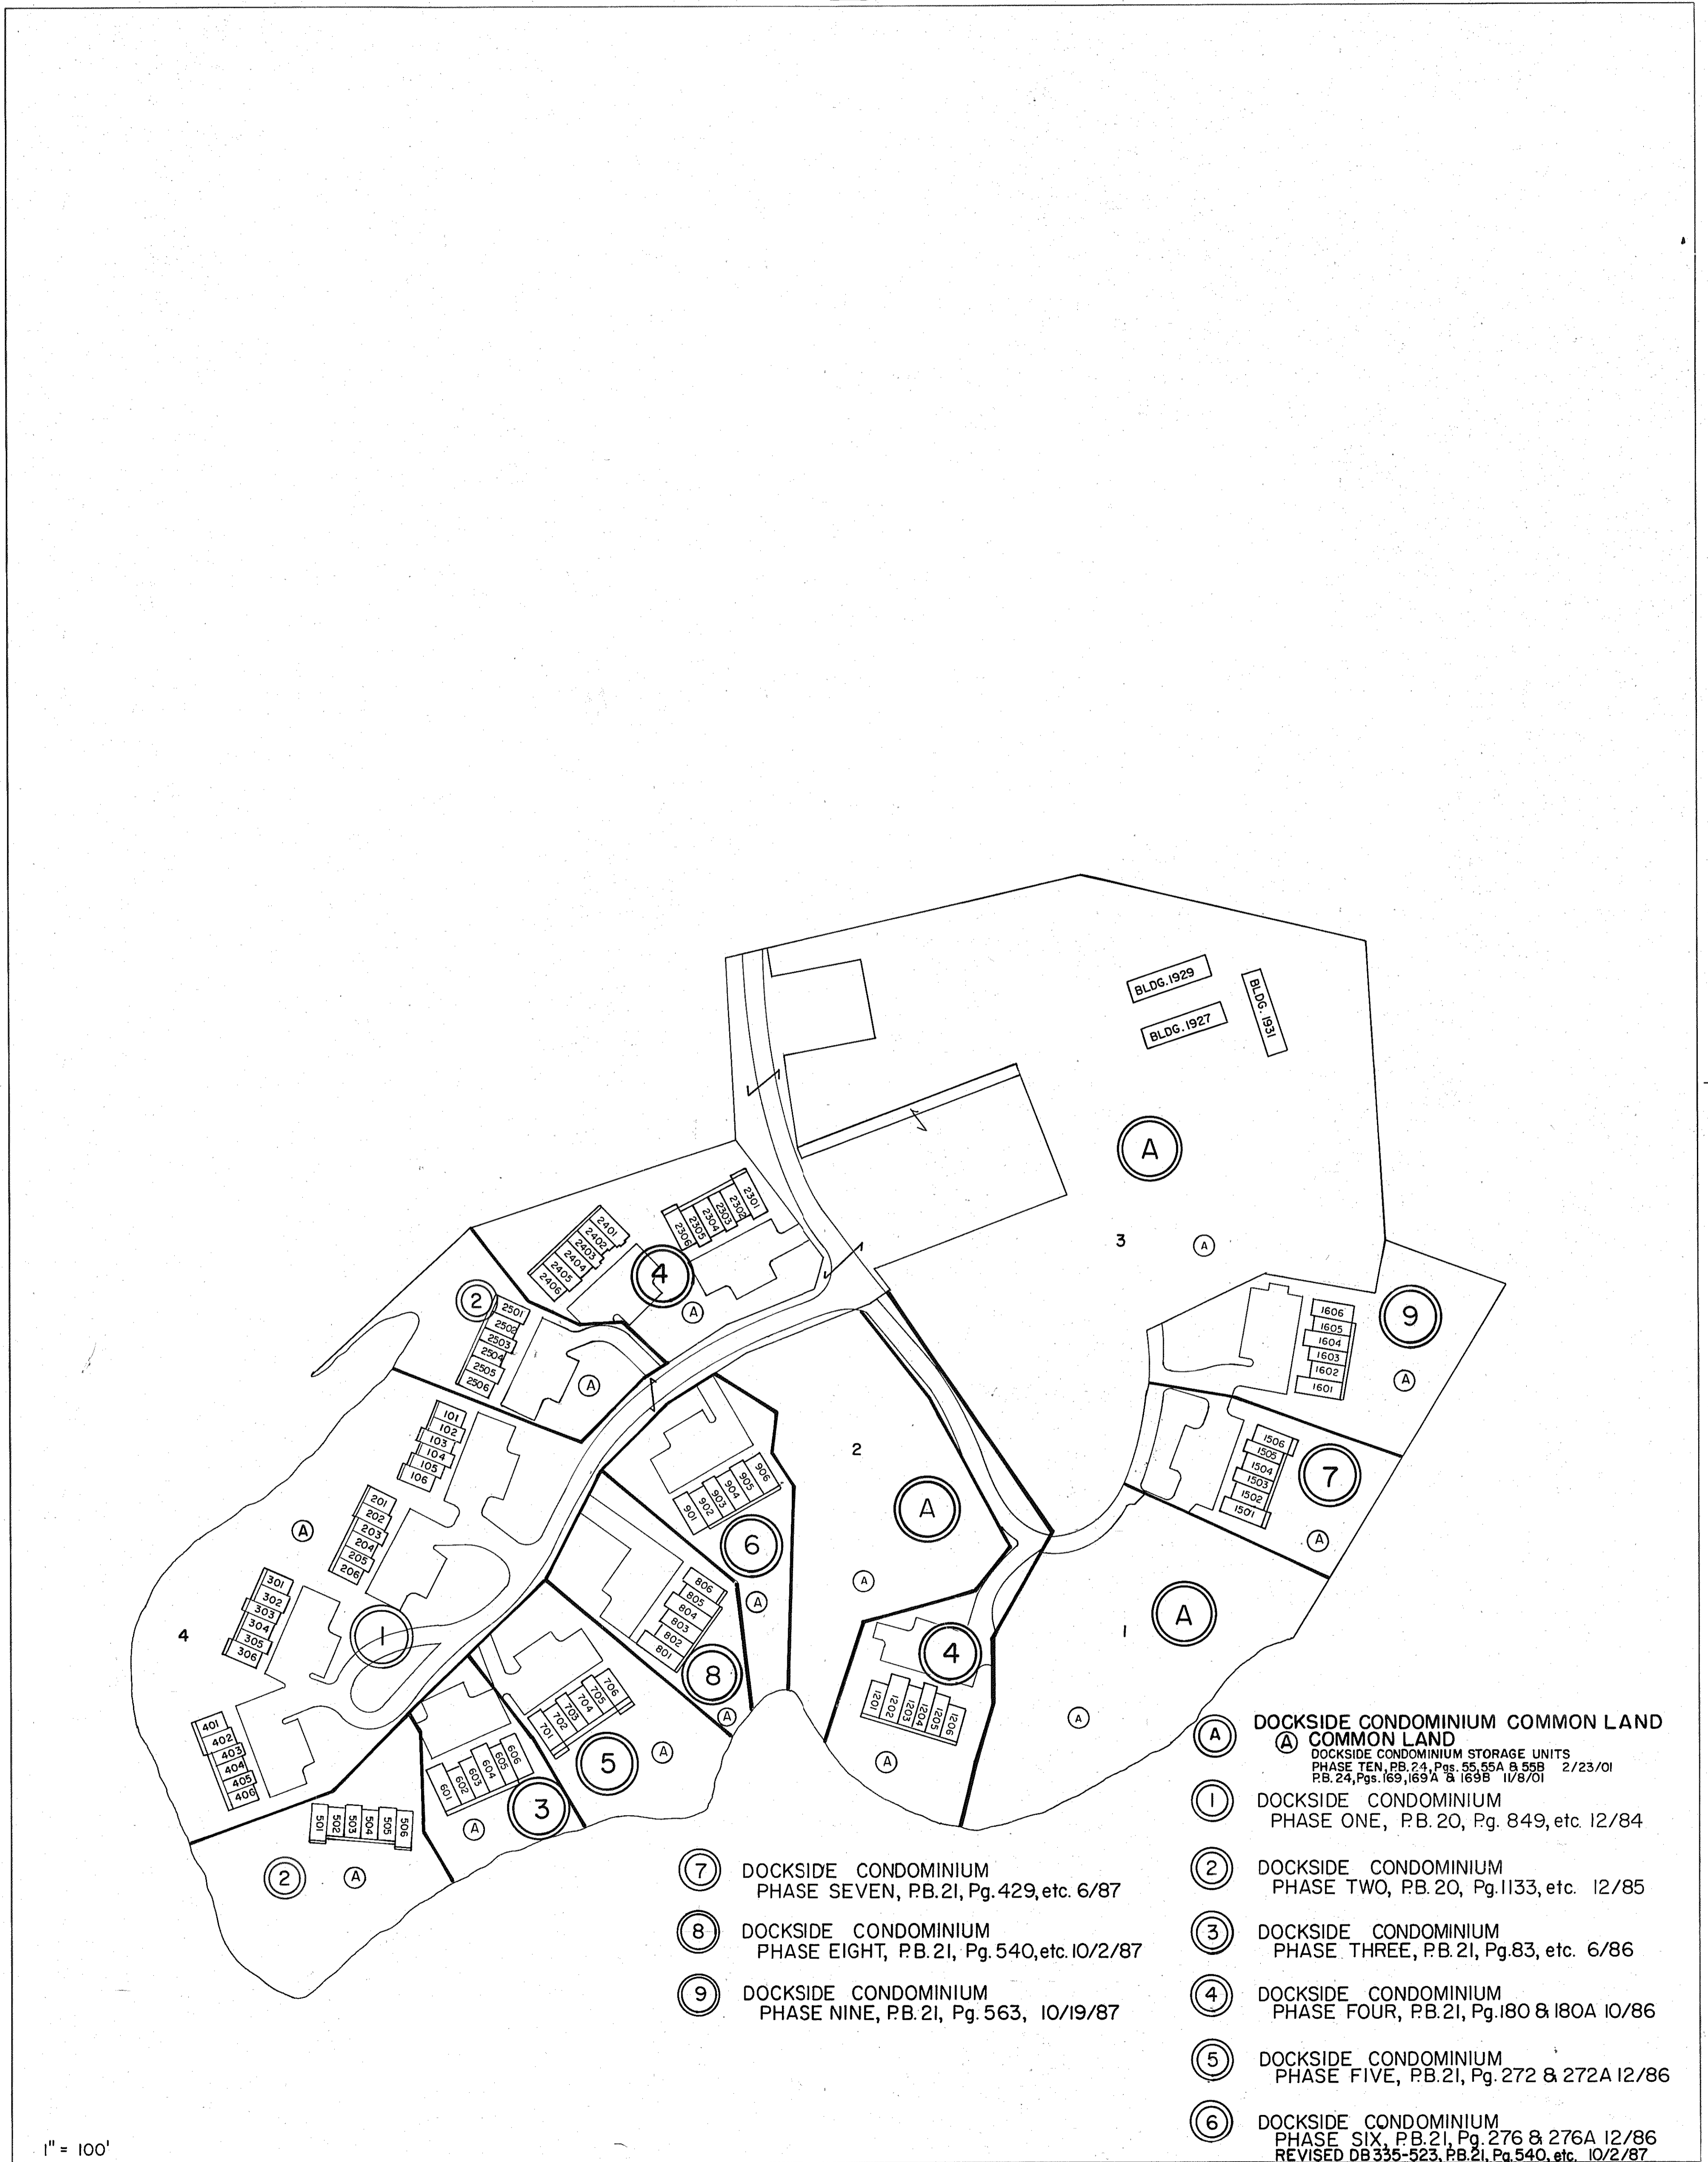 BLDG. 1929
BLDG. 1927
BLDG. 1931
A
3
A
2301
2302
2303
2304
2305
2306
2401
2402
2403
2404
2405
2406
4
A
2
2501
2502
2503
2504
2505
2506
A
1606
1605
1604
1603
1602
1601
9
A
1506
1505
1504
1503
1502
1501
7
A
101
102
103
104
105
106
201
202
203
204
205
206
A
301
302
303
304
305
306
4
1
401
402
403
404
405
406
2
A
906
905
904
903
902
901
6
A
A
806
805
804
803
802
801
8
A
706
705
704
703
702
701
5
A
606
605
604
603
602
601
3
A
501
502
503
504
505
506
2
A
4
1201
1202
1203
1204
1205
1206
A
1
A
A
A DOCKSIDE CONDOMINIUM COMMON LAND
A COMMON LAND
DOCKSIDE CONDOMINIUM STORAGE UNITS
PHASE TEN, P.B. 24, Pgs. 55,55A & 55B 2/23/01
P.B. 24, Pgs. 169,169A & 169B 11/8/01
1 DOCKSIDE CONDOMINIUM
PHASE ONE, P.B. 20, Pg. 849, etc. 12/84
2 DOCKSIDE CONDOMINIUM
PHASE TWO, P.B. 20, Pg. 1133, etc. 12/85
3 DOCKSIDE CONDOMINIUM
PHASE THREE, P.B. 21, Pg. 83, etc. 6/86
4 DOCKSIDE CONDOMINIUM
PHASE FOUR, P.B. 21, Pg. 180 & 180A 10/86
5 DOCKSIDE CONDOMINIUM
PHASE FIVE, P.B. 21, Pg. 272 & 272A 12/86
6 DOCKSIDE CONDOMINIUM
PHASE SIX, P.B. 21, Pg. 276 & 276A 12/86
REVISED DB 335-523, P.B. 21, Pg. 540, etc. 10/2/87
7 DOCKSIDE CONDOMINIUM
PHASE SEVEN, P.B. 21, Pg. 429, etc. 6/87
8 DOCKSIDE CONDOMINIUM
PHASE EIGHT, P.B. 21, Pg. 540, etc. 10/2/87
9 DOCKSIDE CONDOMINIUM
PHASE NINE, P.B. 21, Pg. 563, 10/19/87
1" = 100'